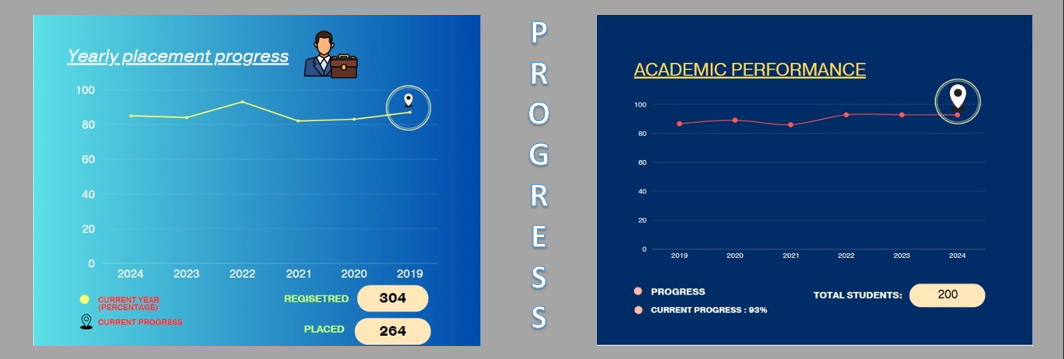 Yearly placement progress
100
80
60
40
20
0
2024 2023 2022 2021 2020 2019
CURRENT YEAR
(PERCENTAGE)
CURRENT PROGRESS
REGISETRED 304
PLACED 264
P
R
O
G
R
E
S
S
ACADEMIC PERFORMANCE
100
80
60
40
20
0
2019 2020 2021 2022 2023 2024
PROGRESS
CURRENT PROGRESS : 93%
TOTAL STUDENTS: 200